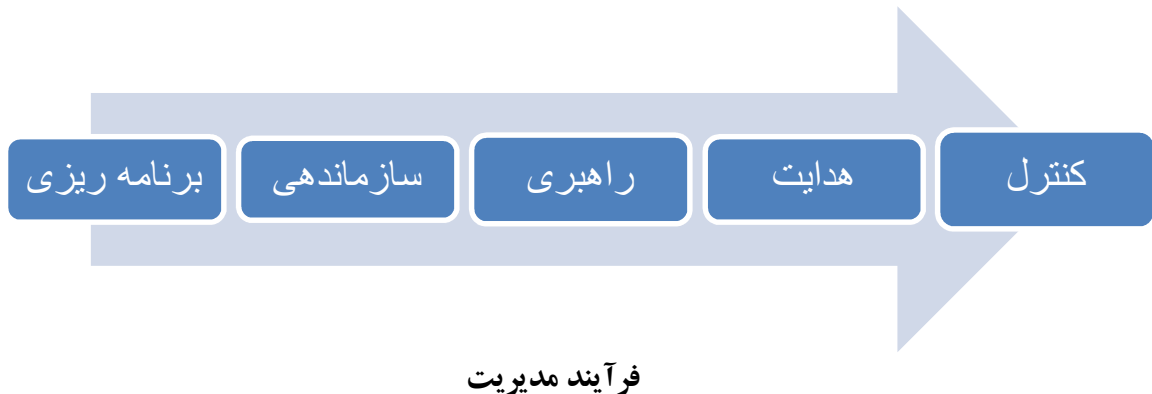 برنامه ریزی
سازماندهی
راهبری
هدایت
کنترل
فرآیند مدیریت